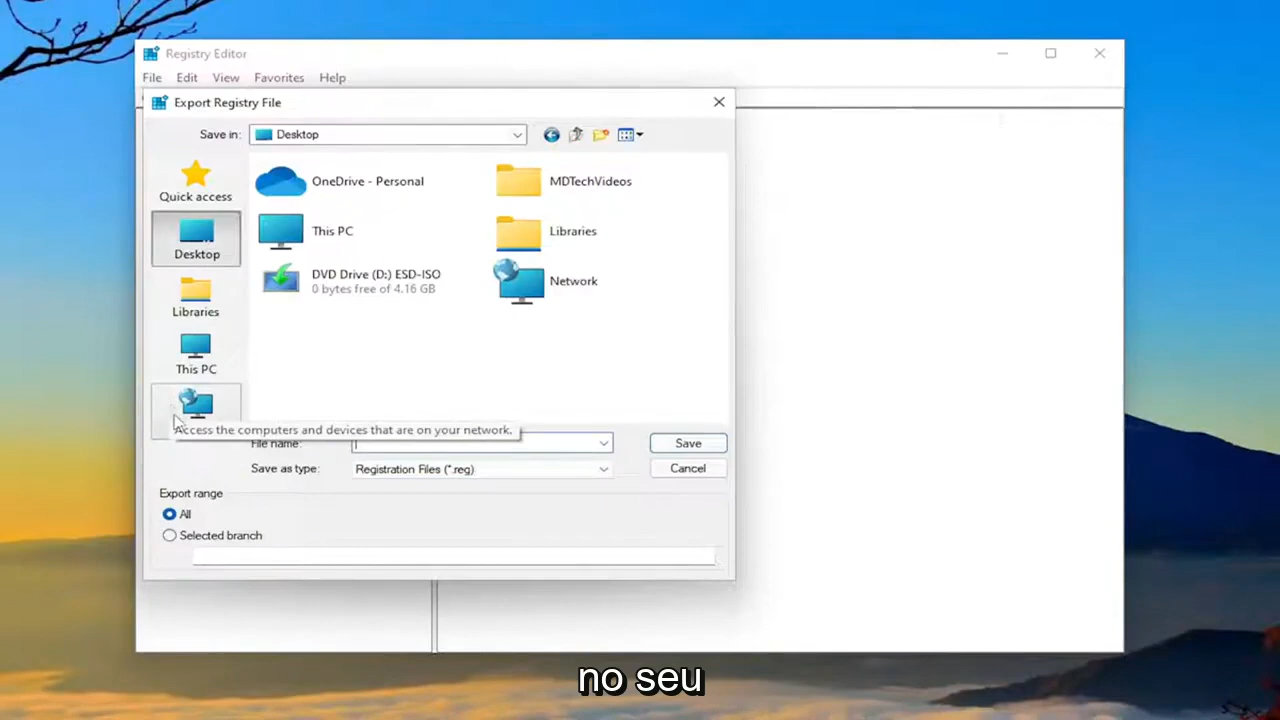 Registry Editor
File Edit View Favorites Help
Export Registry File
Save in: Desktop
Quick access
Desktop
Libraries
This PC
OneDrive - Personal
MDTechVideos
This PC
Libraries
DVD Drive (D:) ESD-ISO
0 bytes free of 4.16 GB
Network
Access the computers and devices that are on your network.
File name:
Save
Save as type: Registration Files (*.reg)
Cancel
Export range
All
Selected branch
no seu